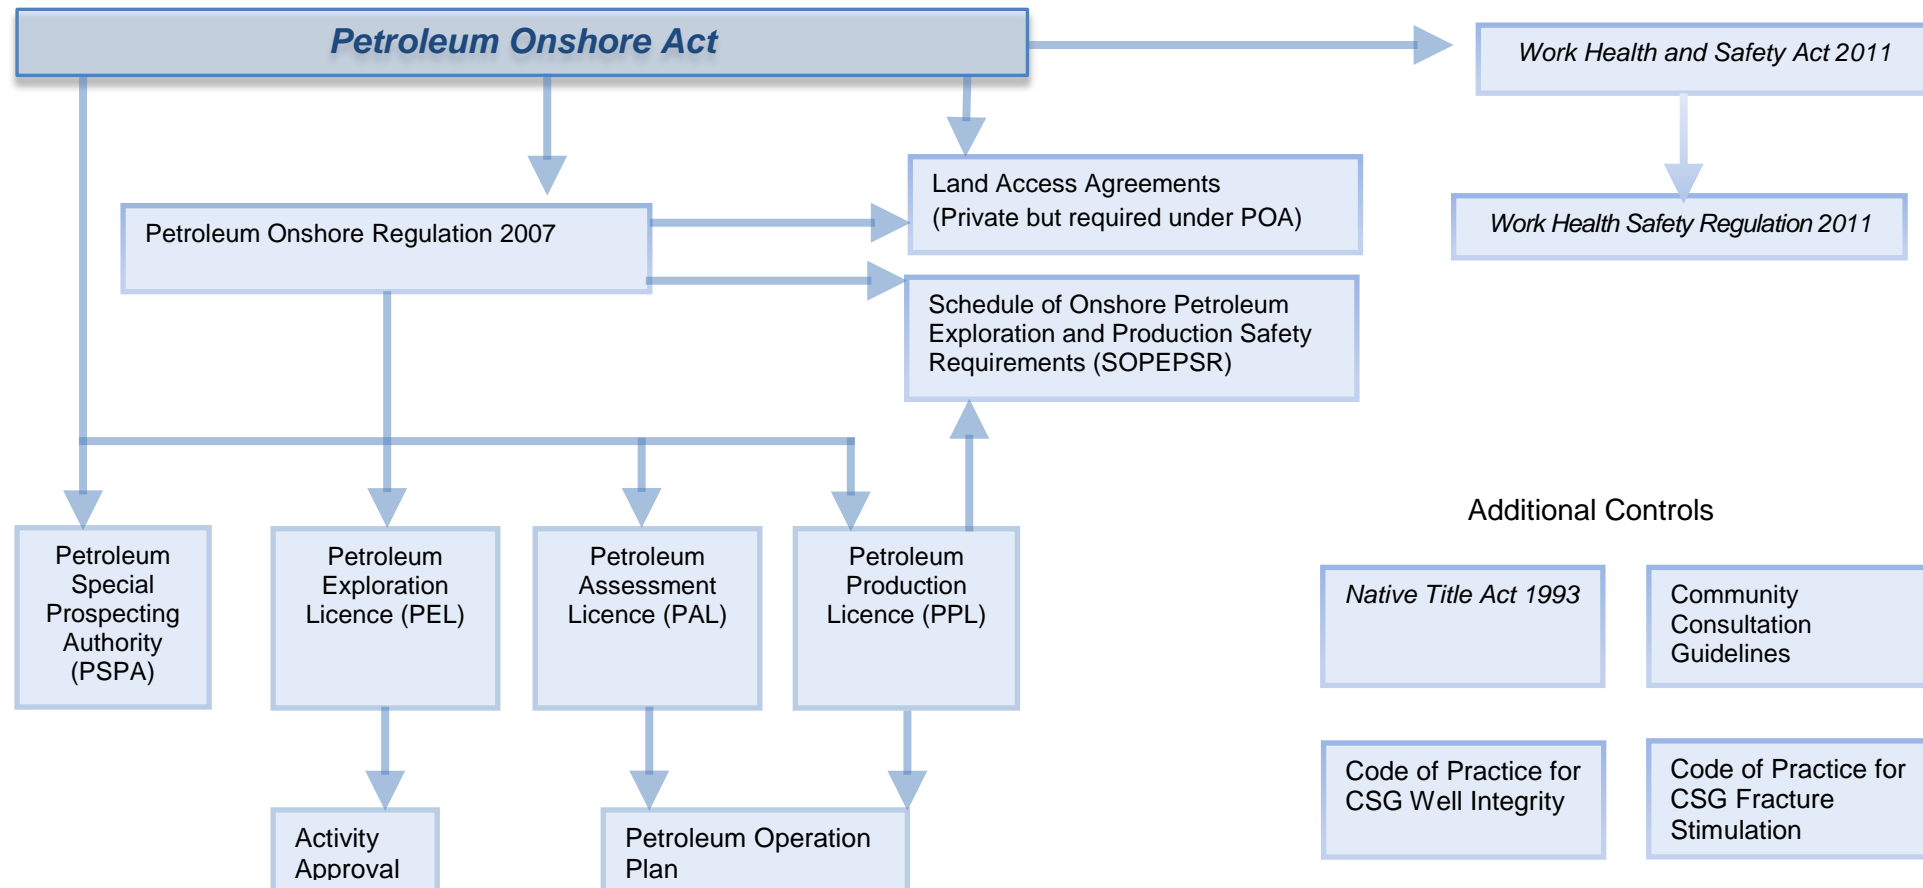 Petroleum Onshore Act
Work Health and Safety Act 2011
Land Access Agreements
(Private but required under POA)
Petroleum Onshore Regulation 2007
Work Health Safety Regulation 2011
Schedule of Onshore Petroleum
Exploration and Production Safety
Requirements (SOPEPSR)
Additional Controls
Petroleum
Special
Prospecting
Authority
(PSPA)
Petroleum
Exploration
Licence (PEL)
Petroleum
Assessment
Licence (PAL)
Petroleum
Production
Licence (PPL)
Native Title Act 1993
Community
Consultation
Guidelines
Code of Practice for
CSG Well Integrity
Code of Practice for
CSG Fracture
Stimulation
Activity
Approval
Petroleum Operation
Plan